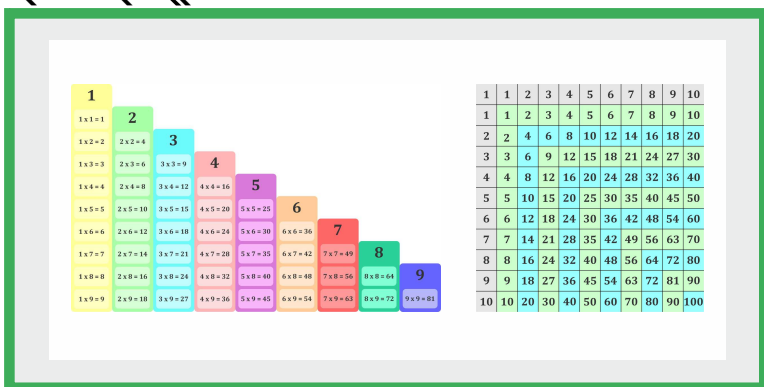 1
1 x 1 = 1 2
1 x 2 = 2 2 x 2 = 4 3
1 x 3 = 3 2 x 3 = 6 3 x 3 = 9 4
1 x 4 = 4 2 x 4 = 8 3 x 4 = 12 4 x 4 = 16 5
1 x 5 = 5 2 x 5 = 10 3 x 5 = 15 4 x 5 = 20 5 x 5 = 25 6
1 x 6 = 6 2 x 6 = 12 3 x 6 = 18 4 x 6 = 24 5 x 6 = 30 6 x 6 = 36 7
1 x 7 = 7 2 x 7 = 14 3 x 7 = 21 4 x 7 = 28 5 x 7 = 35 6 x 7 = 42 7 x 7 = 49 8
1 x 8 = 8 2 x 8 = 16 3 x 8 = 24 4 x 8 = 32 5 x 8 = 40 6 x 8 = 48 7 x 8 = 56 8 x 8 = 64 9
1 x 9 = 9 2 x 9 = 18 3 x 9 = 27 4 x 9 = 36 5 x 9 = 45 6 x 9 = 54 7 x 9 = 63 8 x 9 = 72 9 x 9 = 81
1 1 2 3 4 5 6 7 8 9 10
1 1 2 3 4 5 6 7 8 9 10
2 2 4 6 8 10 12 14 16 18 20
3 3 6 9 12 15 18 21 24 27 30
4 4 8 12 16 20 24 28 32 36 40
5 5 10 15 20 25 30 35 40 45 50
6 6 12 18 24 30 36 42 48 54 60
7 7 14 21 28 35 42 49 56 63 70
8 8 16 24 32 40 48 56 64 72 80
9 9 18 27 36 45 54 63 72 81 90
10 10 20 30 40 50 60 70 80 90 100